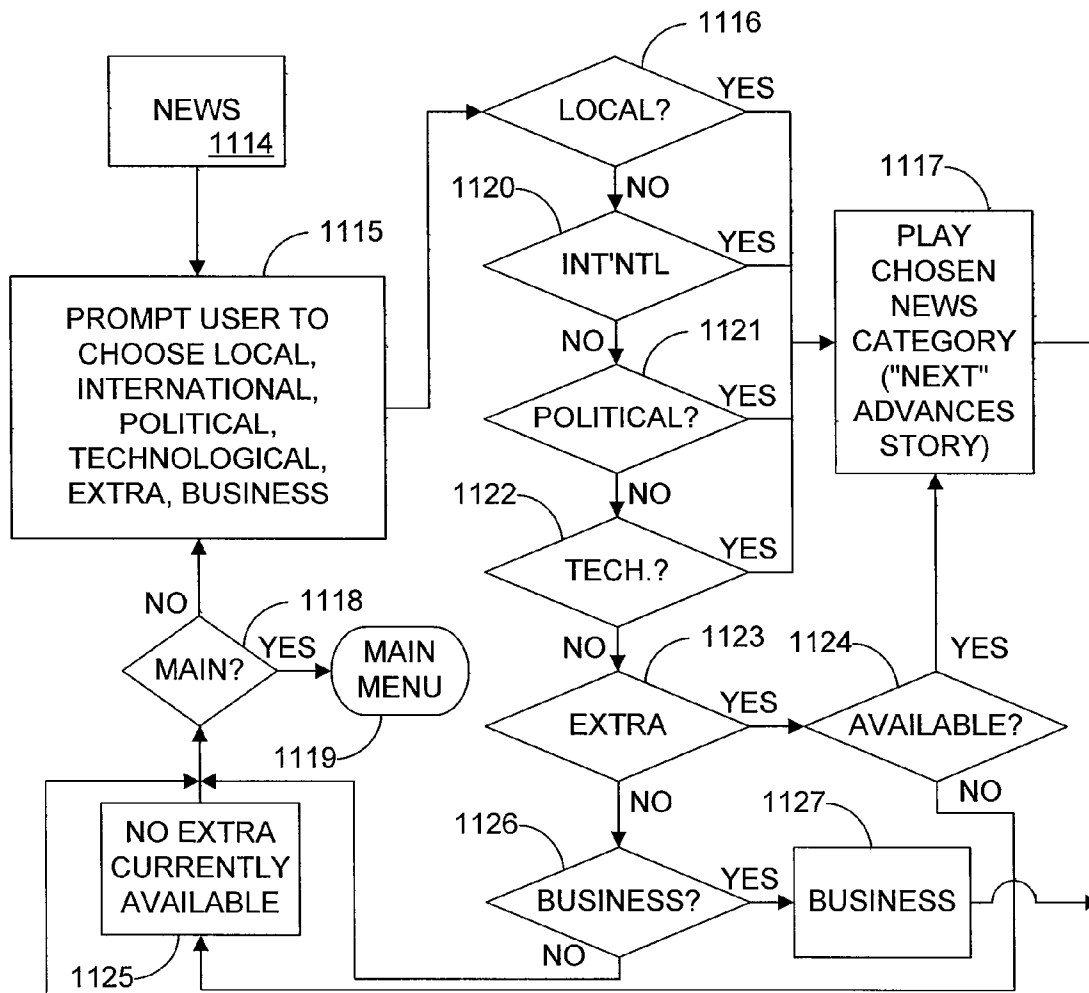 NEWS
1114
1115
PROMPT USER TO
CHOOSE LOCAL,
INTERNATIONAL,
POLITICAL,
TECHNOLOGICAL,
EXTRA, BUSINESS
NO
1118
MAIN?
YES
MAIN
MENU
1119
NO EXTRA
CURRENTLY
AVAILABLE
1125
1116
LOCAL?
YES
NO
1120
INT'NTL
YES
NO
1121
POLITICAL?
YES
NO
1122
TECH.?
YES
NO
1123
EXTRA
YES
NO
1126
BUSINESS?
YES
NO
1117
PLAY
CHOSEN
NEWS
CATEGORY
("NEXT"
ADVANCES
STORY)
YES
1124
AVAILABLE?
NO
1127
BUSINESS